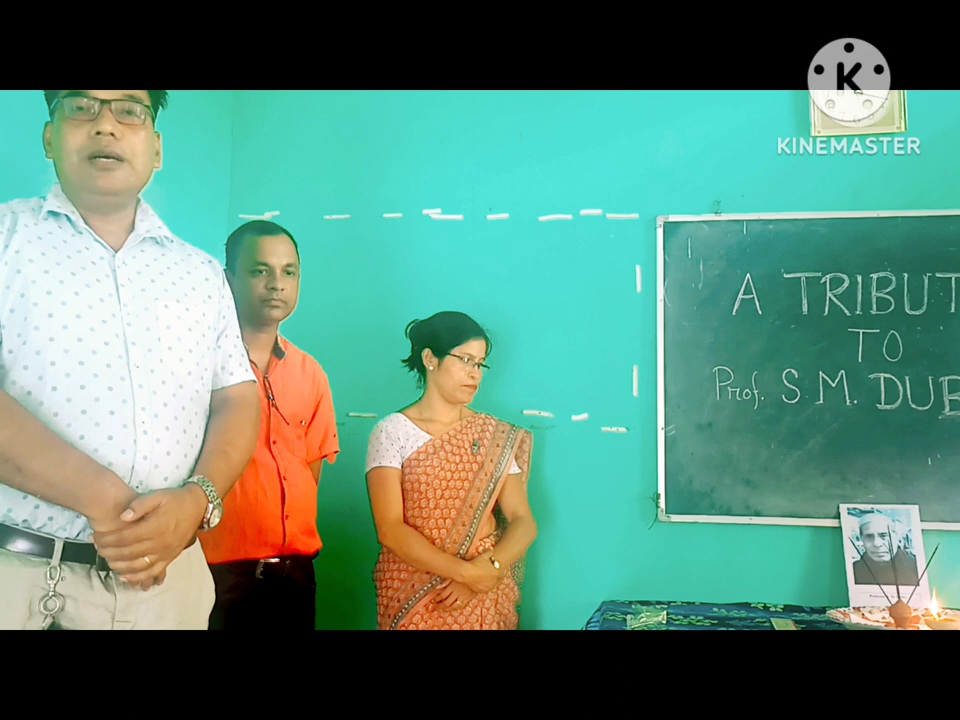 K
KINEMASTER
A TRIBUT
TO
Prof. S.M. DUB